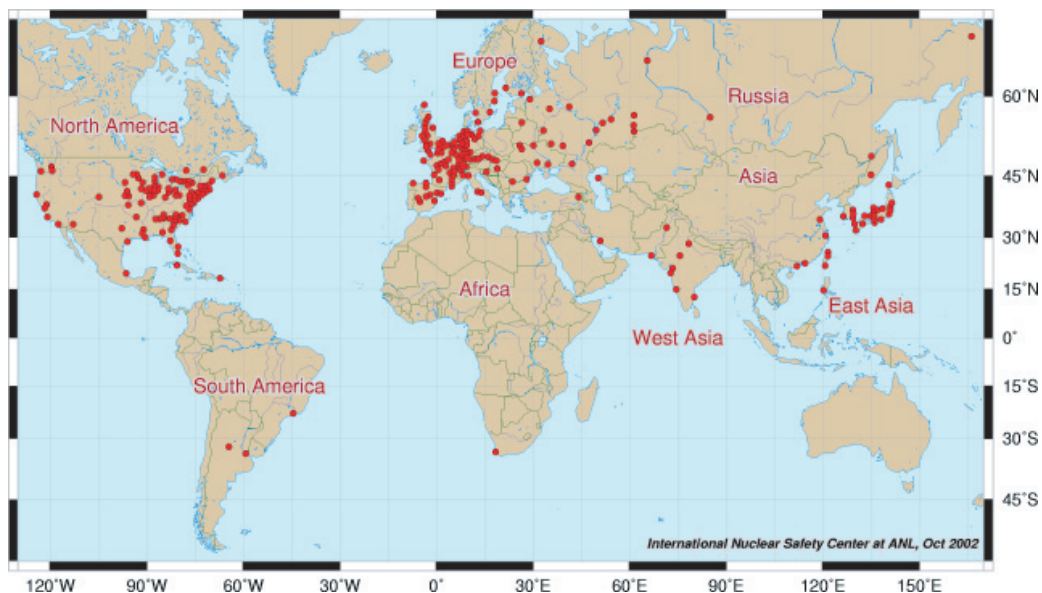 Europe
60°N
Russia
North America
45°N
Asia
30°N
Africa
15°N
East Asia
West Asia
0°
South America
15°S
30°S
45°S
International Nuclear Safety Center at ANL, Oct 2002
120°W 90°W 60°W 30°W 0° 30°E 60°E 90°E 120°E 150°E